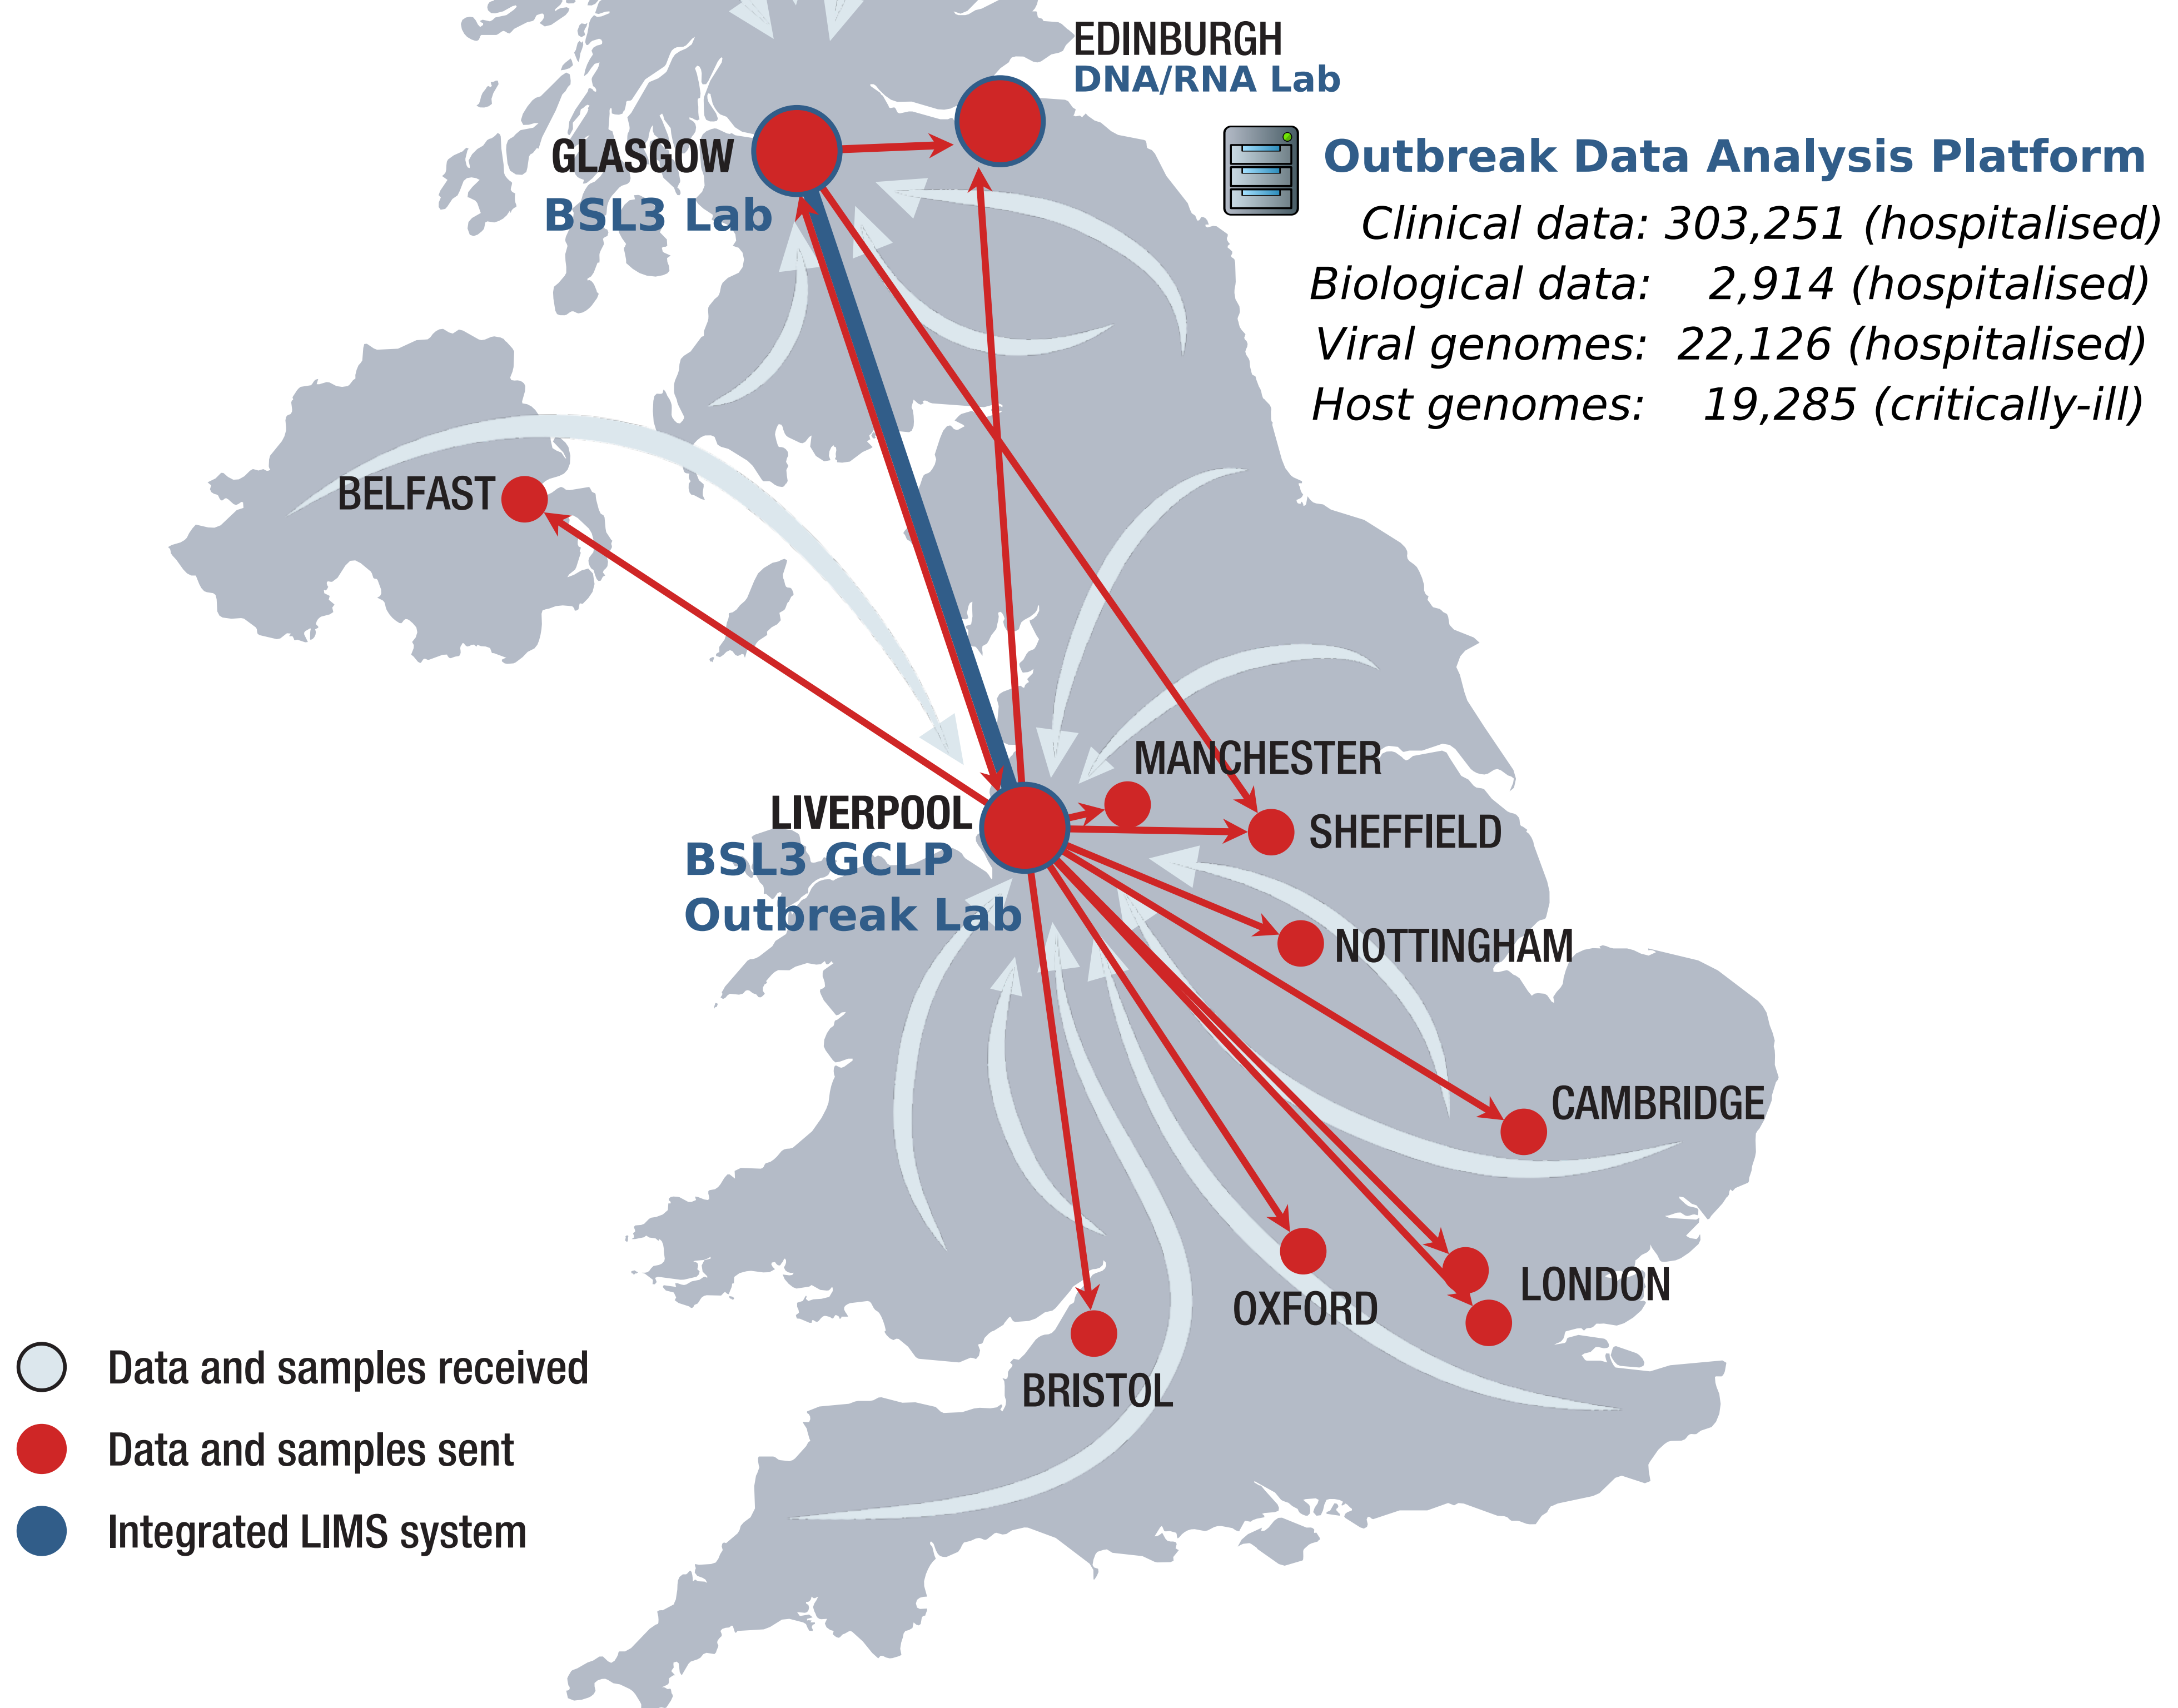 EDINBURGH
DNA/RNA Lab
GLASGOW
BSL3 Lab
Outbreak Data Analysis Platform
Clinical data: 303,251 (hospitalised)
Biological data: 2,914 (hospitalised)
Viral genomes: 22,126 (hospitalised)
Host genomes: 19,285 (critically-ill)
BELFAST
MANCHESTER
LIVERPOOL
BSL3 GCLP
Outbreak Lab
SHEFFIELD
NOTTINGHAM
CAMBRIDGE
LONDON
OXFORD
BRISTOL
Data and samples received
Data and samples sent
Integrated LIMS system